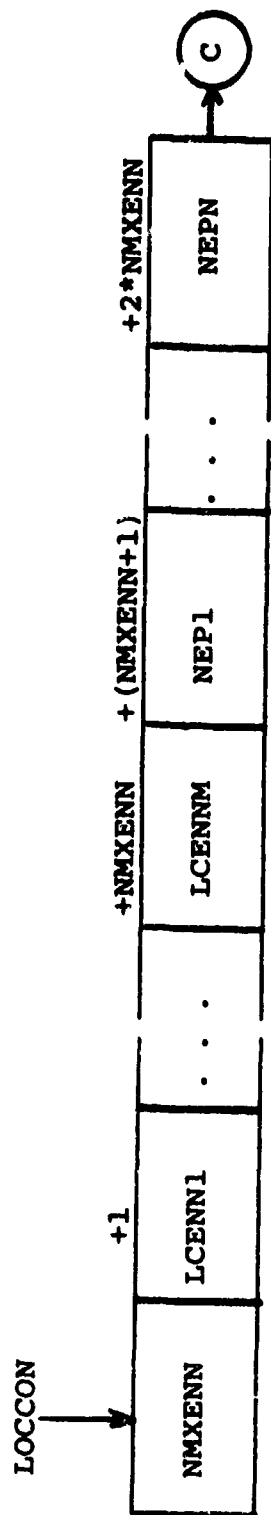 LOCCON
+1
+NMXENN
+(NMXENN+1)
+2*NMXENN
NMXENN
LCENN1
. . .
LCENNM
NEP1
. . .
NEPN
C